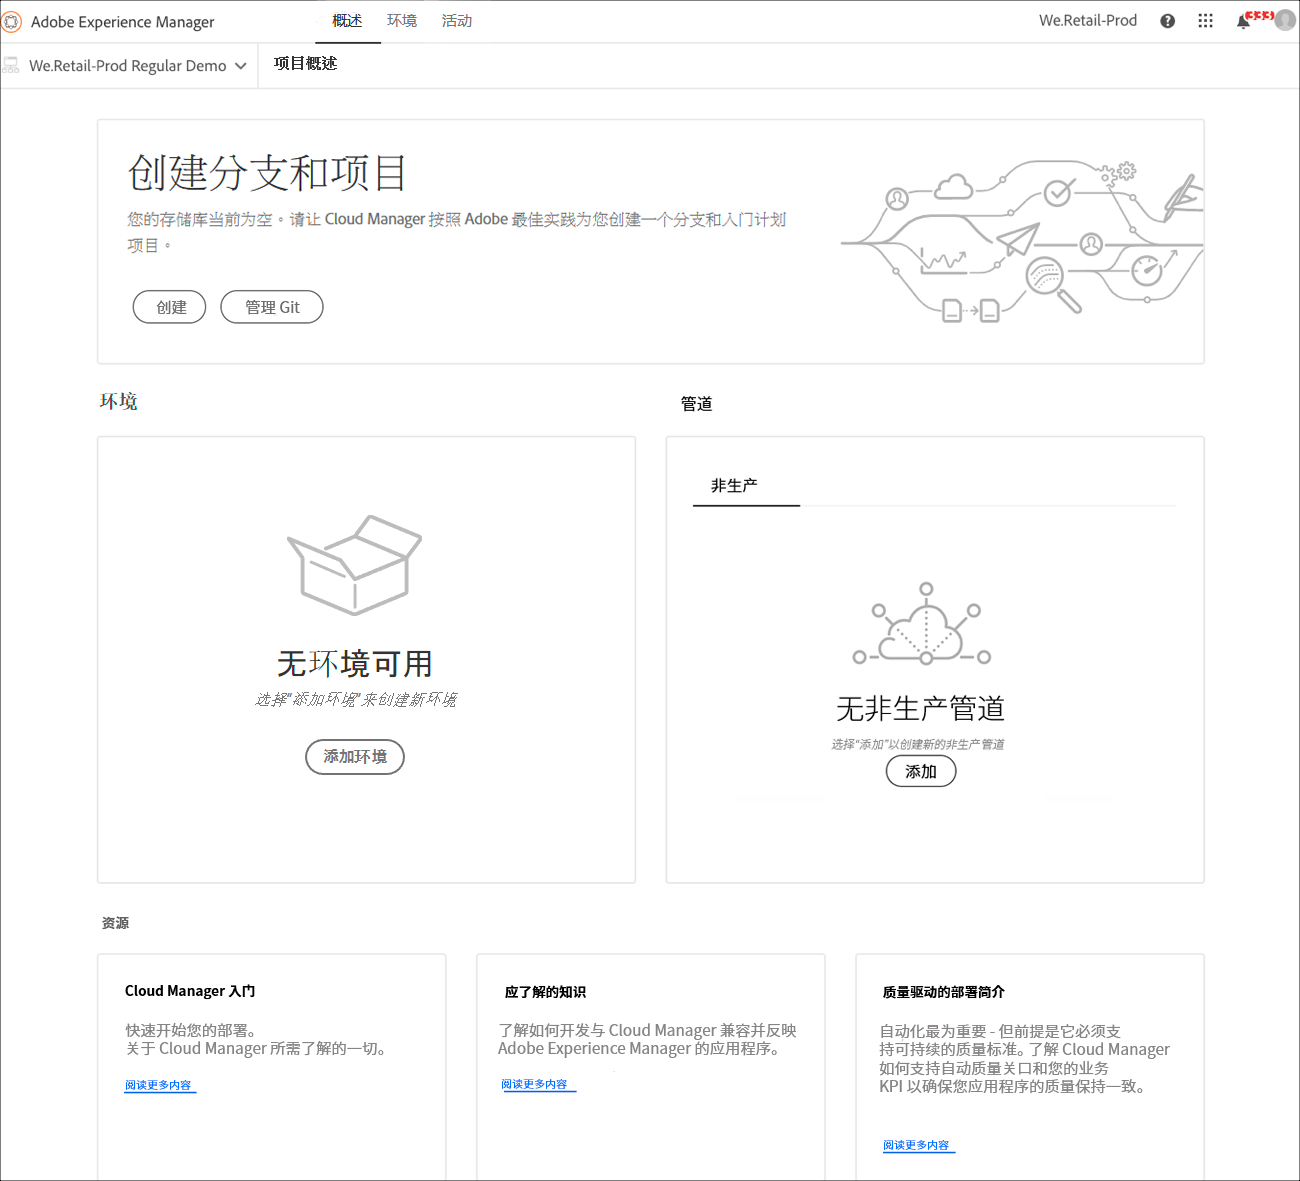 Adobe Experience Manager 概述 环境 活动 We.Retail-Prod
We.Retail-Prod Regular Demo 项目概述
创建分支和项目
您的存储库当前为空。请让 Cloud Manager 按照 Adobe 最佳实践为您创建一个分支和入门计划
项目。
创建 管理 Git
环境
管道
非生产
无环境可用
选择“添加环境”来创建新环境
添加环境
无非生产管道
选择“添加”以创建新的非生产管道
添加
资源
Cloud Manager 入门
快速开始您的部署。
关于 Cloud Manager 所需了解的一切。
阅读更多内容
应了解的知识
了解如何开发与 Cloud Manager 兼容并反映
Adobe Experience Manager 的应用程序。
阅读更多内容
质量驱动的部署简介
自动化最为重要 - 但前提是它必须支
持可持续的质量标准。了解 Cloud Manager
如何支持自动质量关口和您的业务
KPI 以确保您应用程序的质量保持一致。
阅读更多内容